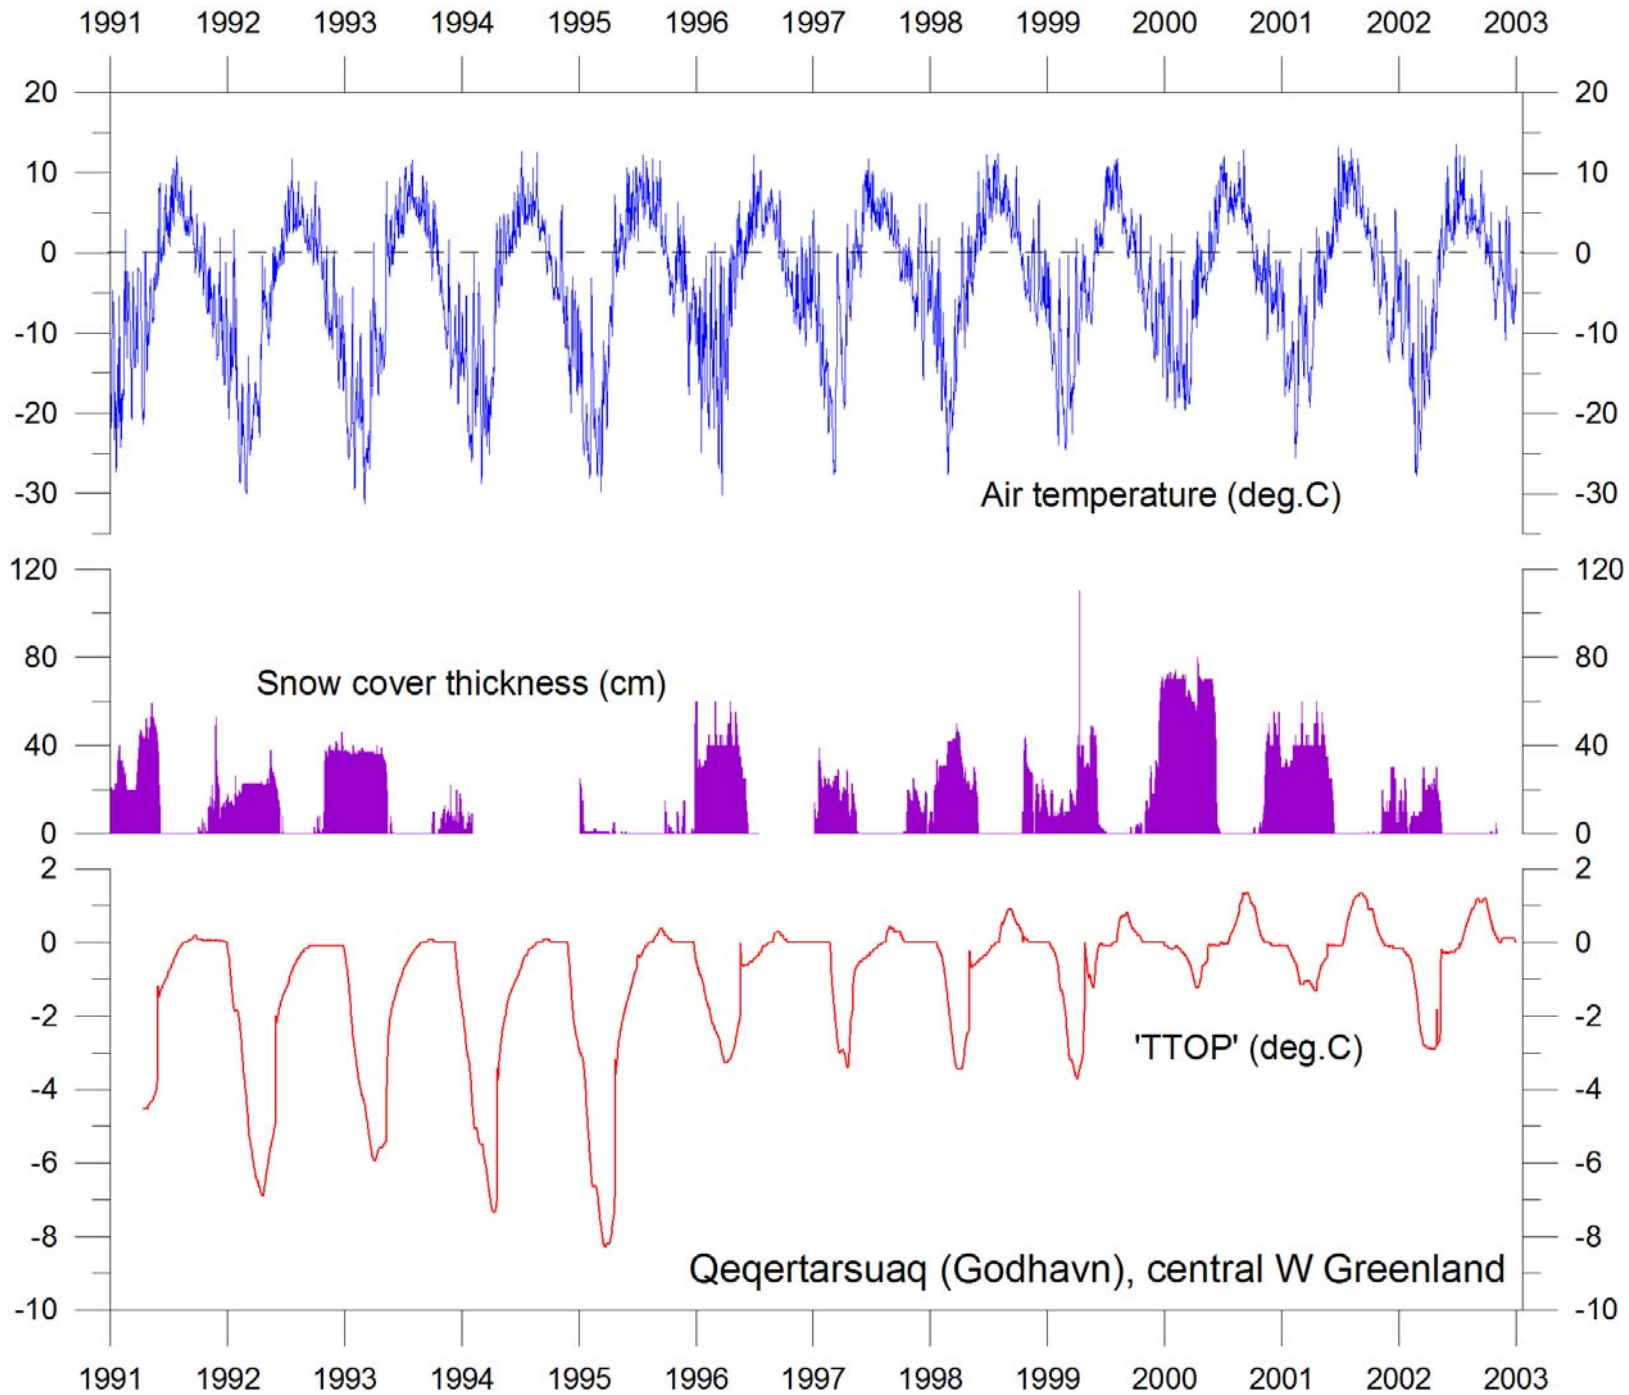 1991 1992 1993 1994 1995 1996 1997 1998 1999 2000 2001 2002 2003
20 20
10 10
0 0
-10 -10
-20 -20
-30 -30
Air temperature (deg.C)
120 120
80 80
Snow cover thickness (cm)
40 40
0 0
2 2
0 0
-2 -2
'TTOP' (deg.C)
-4 -4
-6 -6
-8 -8
Qeqertarsuaq (Godhavn), central W Greenland
-10 -10
1991 1992 1993 1994 1995 1996 1997 1998 1999 2000 2001 2002 2003